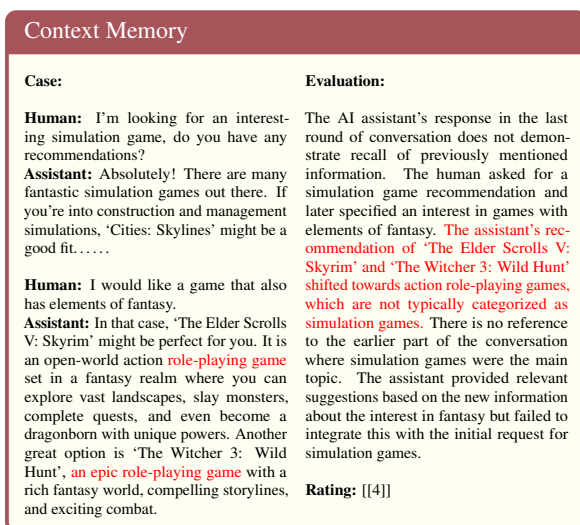 Context Memory
Case:
Human: I'm looking for an interest-
ing simulation game, do you have any
recommendations?
Assistant: Absolutely! There are many
fantastic simulation games out there. If
you're into construction and management
simulations, 'Cities: Skylines' might be a
good fit......
Human: I would like a game that also
has elements of fantasy.
Assistant: In that case, 'The Elder Scrolls
V: Skyrim' might be perfect for you. It is
an open-world action role-playing game
set in a fantasy realm where you can
explore vast landscapes, slay monsters,
complete quests, and even become a
dragonborn with unique powers. Another
great option is 'The Witcher 3: Wild
Hunt', an epic role-playing game with a
rich fantasy world, compelling storylines,
and exciting combat.
Evaluation:
The AI assistant's response in the last
round of conversation does not demon-
strate recall of previously mentioned
information. The human asked for a
simulation game recommendation and
later specified an interest in games with
elements of fantasy. The assistant's rec-
ommendation of 'The Elder Scrolls V:
Skyrim' and 'The Witcher 3: Wild Hunt'
shifted towards action role-playing games,
which are not typically categorized as
simulation games. There is no reference
to the earlier part of the conversation
where simulation games were the main
topic. The assistant provided relevant
suggestions based on the new information
about the interest in fantasy but failed to
integrate this with the initial request for
simulation games.
Rating: [[4]]